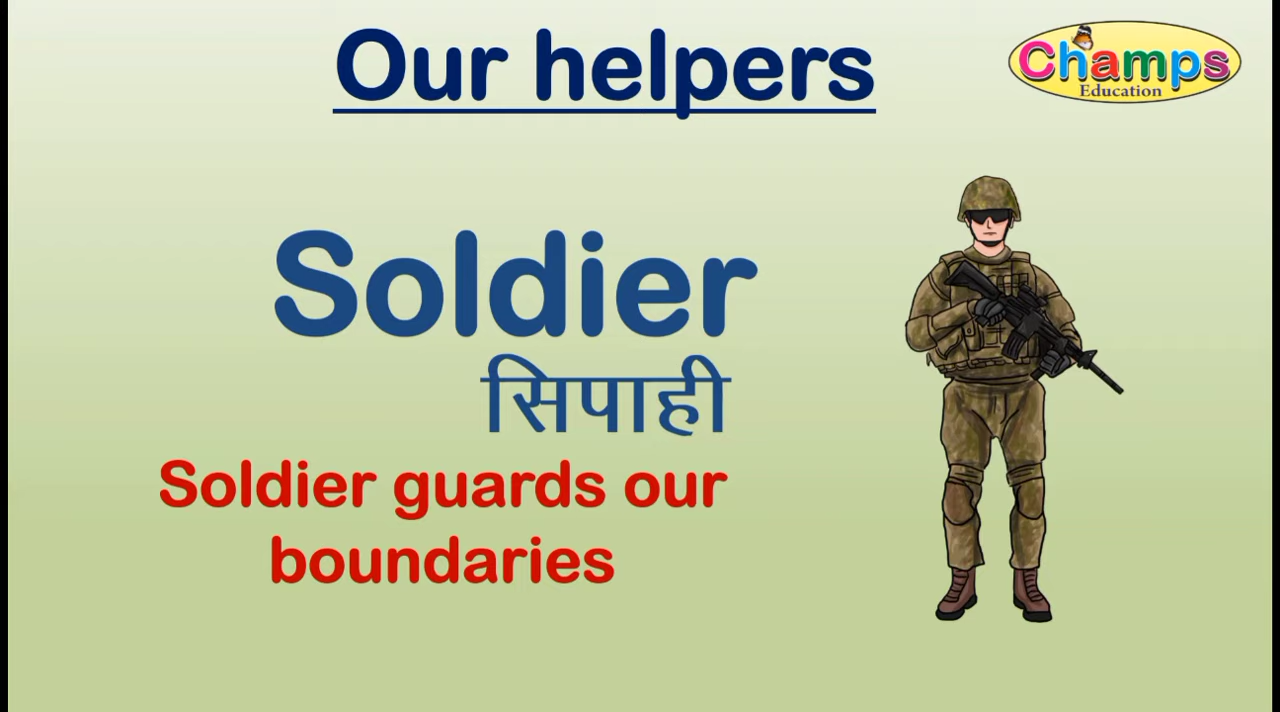 Our helpers
Champs
Education
Soldier
सिपाही
Soldier guards our
boundaries